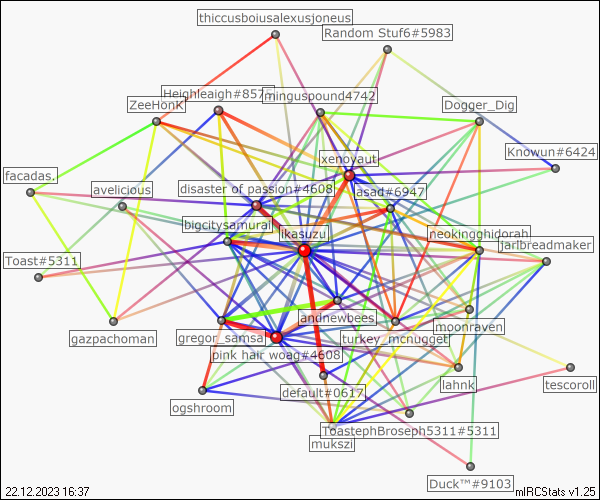 thiccusboiusalexusjoneus
Random Stuf6#5983
Heighleaigh#857
minguspound4742
ZeeHonK
Dogger_Dig
xenoyaut
Knowun#6424
facadas.
avelicious
disaster of passion#4608
asad#6947
bigcitysamurai
likasuzu
neokingghidorah
jarlbreadmaker
Toast#5311
andnewbees
moonraven
gazpachoman
gregor_samsa
turkey_mcnugget
pink hair woag#4608
default#0617
lahnk
tescoroll
ogshroom
ToastephBroseph5311#5311
mukszi
Duck™#9103
22.12.2023 16:37
mIRCStats v1.25